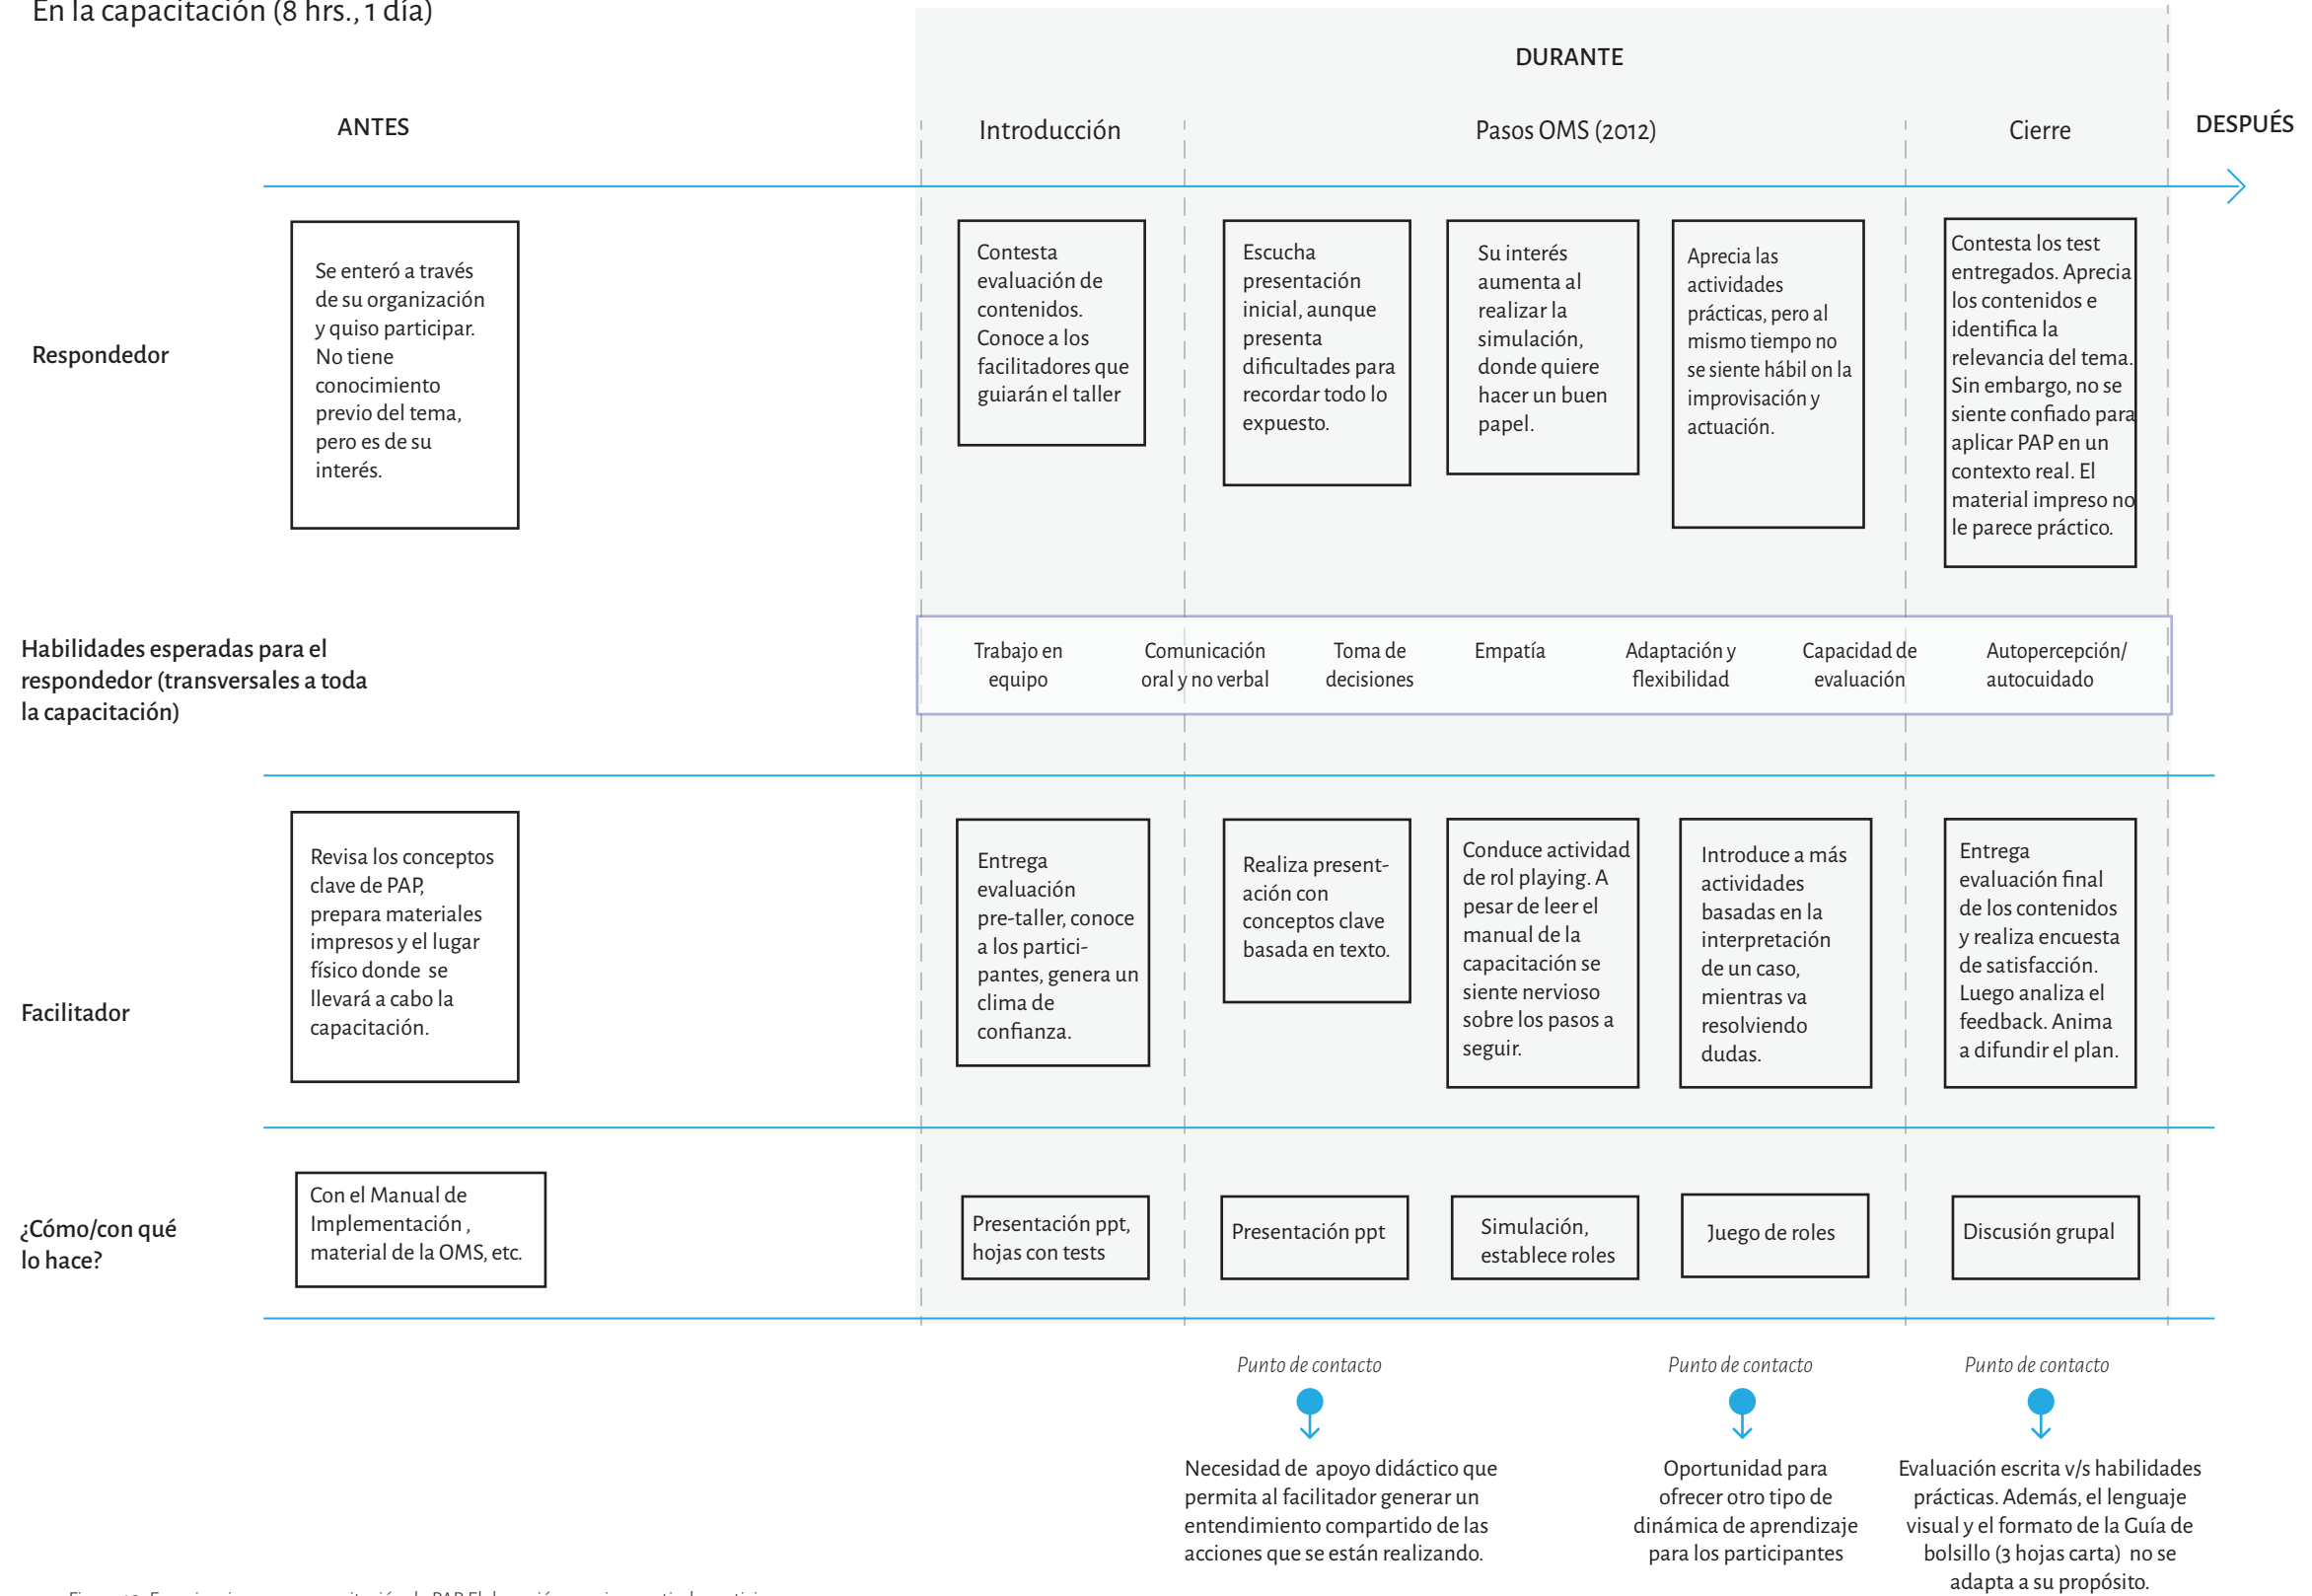 En la capacitación (8 hrs., 1 día)
DURANTE
ANTES
Introducción
Pasos OMS (2012)
Cierre
DESPUÉS
Respondedor
Se enteró a través
de su organización
y quiso participar.
No tiene
conocimiento
previo del tema,
pero es de su
interés.
Contesta
evaluación de
contenidos.
Conoce a los
facilitadores que
guiarán el taller
Escucha
presentación
inicial, aunque
presenta
dificultades para
recordar todo lo
expuesto.
Su interés
aumenta al
realizar la
simulación,
donde quiere
hacer un buen
papel.
Aprecia las
actividades
prácticas, pero al
mismo tiempo no
se siente hábil on la
improvisación y
actuación.
Contesta los test
entregados. Aprecia
los contenidos e
identifica la
relevancia del tema.
Sin embargo, no se
siente confiado para
aplicar PAP en un
contexto real. El
material impreso no
le parece práctico.
Habilidades esperadas para el
respondedor (transversales a toda
la capacitación)
Trabajo en
equipo
Comunicación
oral y no verbal
Toma de
decisiones
Empatía
Adaptación y
flexibilidad
Capacidad de
evaluación
Autopercepción/
autocuidado
Facilitador
Revisa los conceptos
clave de PAP,
prepara materiales
impresos y el lugar
físico donde se
llevará a cabo la
capacitación.
Entrega
evaluación
pre-taller, conoce
a los partici-
pantes, genera un
clima de
confianza.
Realiza present-
ación con
conceptos clave
basada en texto.
Conduce actividad
de rol playing. A
pesar de leer el
manual de la
capacitación se
siente nervioso
sobre los pasos a
seguir.
Introduce a más
actividades
basadas en la
interpretación
de un caso,
mientras va
resolviendo
dudas.
Entrega
evaluación final
de los contenidos
y realiza encuesta
de satisfacción.
Luego analiza el
feedback. Anima
a difundir el plan.
¿Cómo/con qué
lo hace?
Con el Manual de
Implementación ,
material de la OMS, etc.
Presentación ppt,
hojas con tests
Presentación ppt
Simulación,
establece roles
Juego de roles
Discusión grupal
Punto de contacto
Necesidad de apoyo didáctico que
permita al facilitador generar un
entendimiento compartido de las
acciones que se están realizando.
Punto de contacto
Oportunidad para
ofrecer otro tipo de
dinámica de aprendizaje
para los participantes
Punto de contacto
Evaluación escrita v/s habilidades
prácticas. Además, el lenguaje
visual y el formato de la Guía de
bolsillo (3 hojas carta) no se
adapta a su propósito.